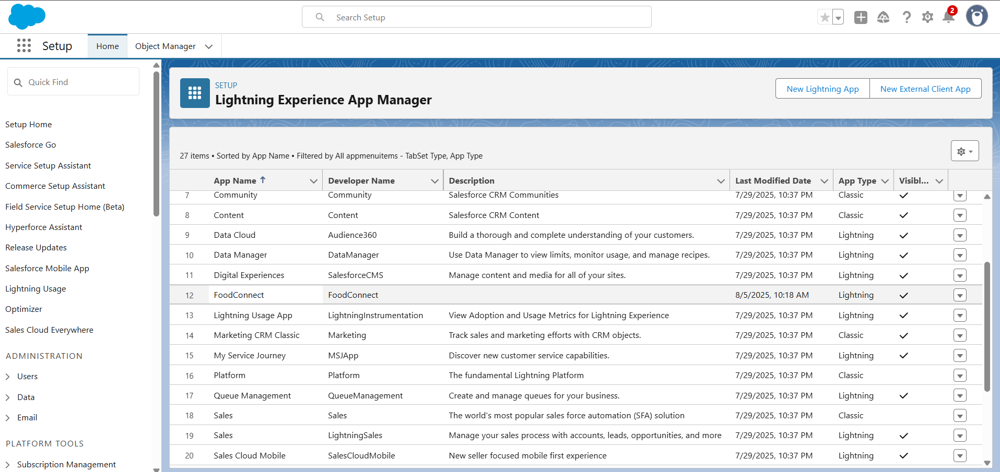 Search Setup
2
Setup
Home
Object Manager
Quick Find
Setup Home
Salesforce Go
Service Setup Assistant
Commerce Setup Assistant
Field Service Setup Home (Beta)
Hyperforce Assistant
Release Updates
Salesforce Mobile App
Lightning Usage
Optimizer
Sales Cloud Everywhere
ADMINISTRATION
Users
Data
Email
PLATFORM TOOLS
Subscription Management
SETUP
Lightning Experience App Manager
New Lightning App
New External Client App
27 items • Sorted by App Name • Filtered by All appmenuitems - TabSet Type, App Type
App Name Developer Name Description Last Modified Date App Type Visibl...
7 Community Community Salesforce CRM Communities 7/29/2025, 10:37 PM Classic
8 Content Content Salesforce CRM Content 7/29/2025, 10:37 PM Classic
9 Data Cloud Audience360 Build a thorough and complete understanding of your customers. 7/29/2025, 10:37 PM Lightning
10 Data Manager DataManager Use Data Manager to view limits, monitor usage, and manage recipes. 7/29/2025, 10:37 PM Lightning
11 Digital Experiences SalesforceCMS Manage content and media for all of your sites. 7/29/2025, 10:37 PM Lightning
12 FoodConnect FoodConnect 8/5/2025, 10:18 AM Lightning
13 Lightning Usage App LightningInstrumentation View Adoption and Usage Metrics for Lightning Experience 7/29/2025, 10:37 PM Lightning
14 Marketing CRM Classic Marketing Track sales and marketing efforts with CRM objects. 7/29/2025, 10:37 PM Classic
15 My Service Journey MSJApp Discover new customer service capabilities. 7/29/2025, 10:37 PM Lightning
16 Platform Platform The fundamental Lightning Platform 7/29/2025, 10:37 PM Classic
17 Queue Management QueueManagement Create and manage queues for your business. 7/29/2025, 10:37 PM Lightning
18 Sales Sales The world's most popular sales force automation (SFA) solution 7/29/2025, 10:37 PM Classic
19 Sales LightningSales Manage your sales process with accounts, leads, opportunities, and more 7/29/2025, 10:37 PM Lightning
20 Sales Cloud Mobile SalesCloudMobile New seller focused mobile first experience 7/29/2025, 10:37 PM Lightning